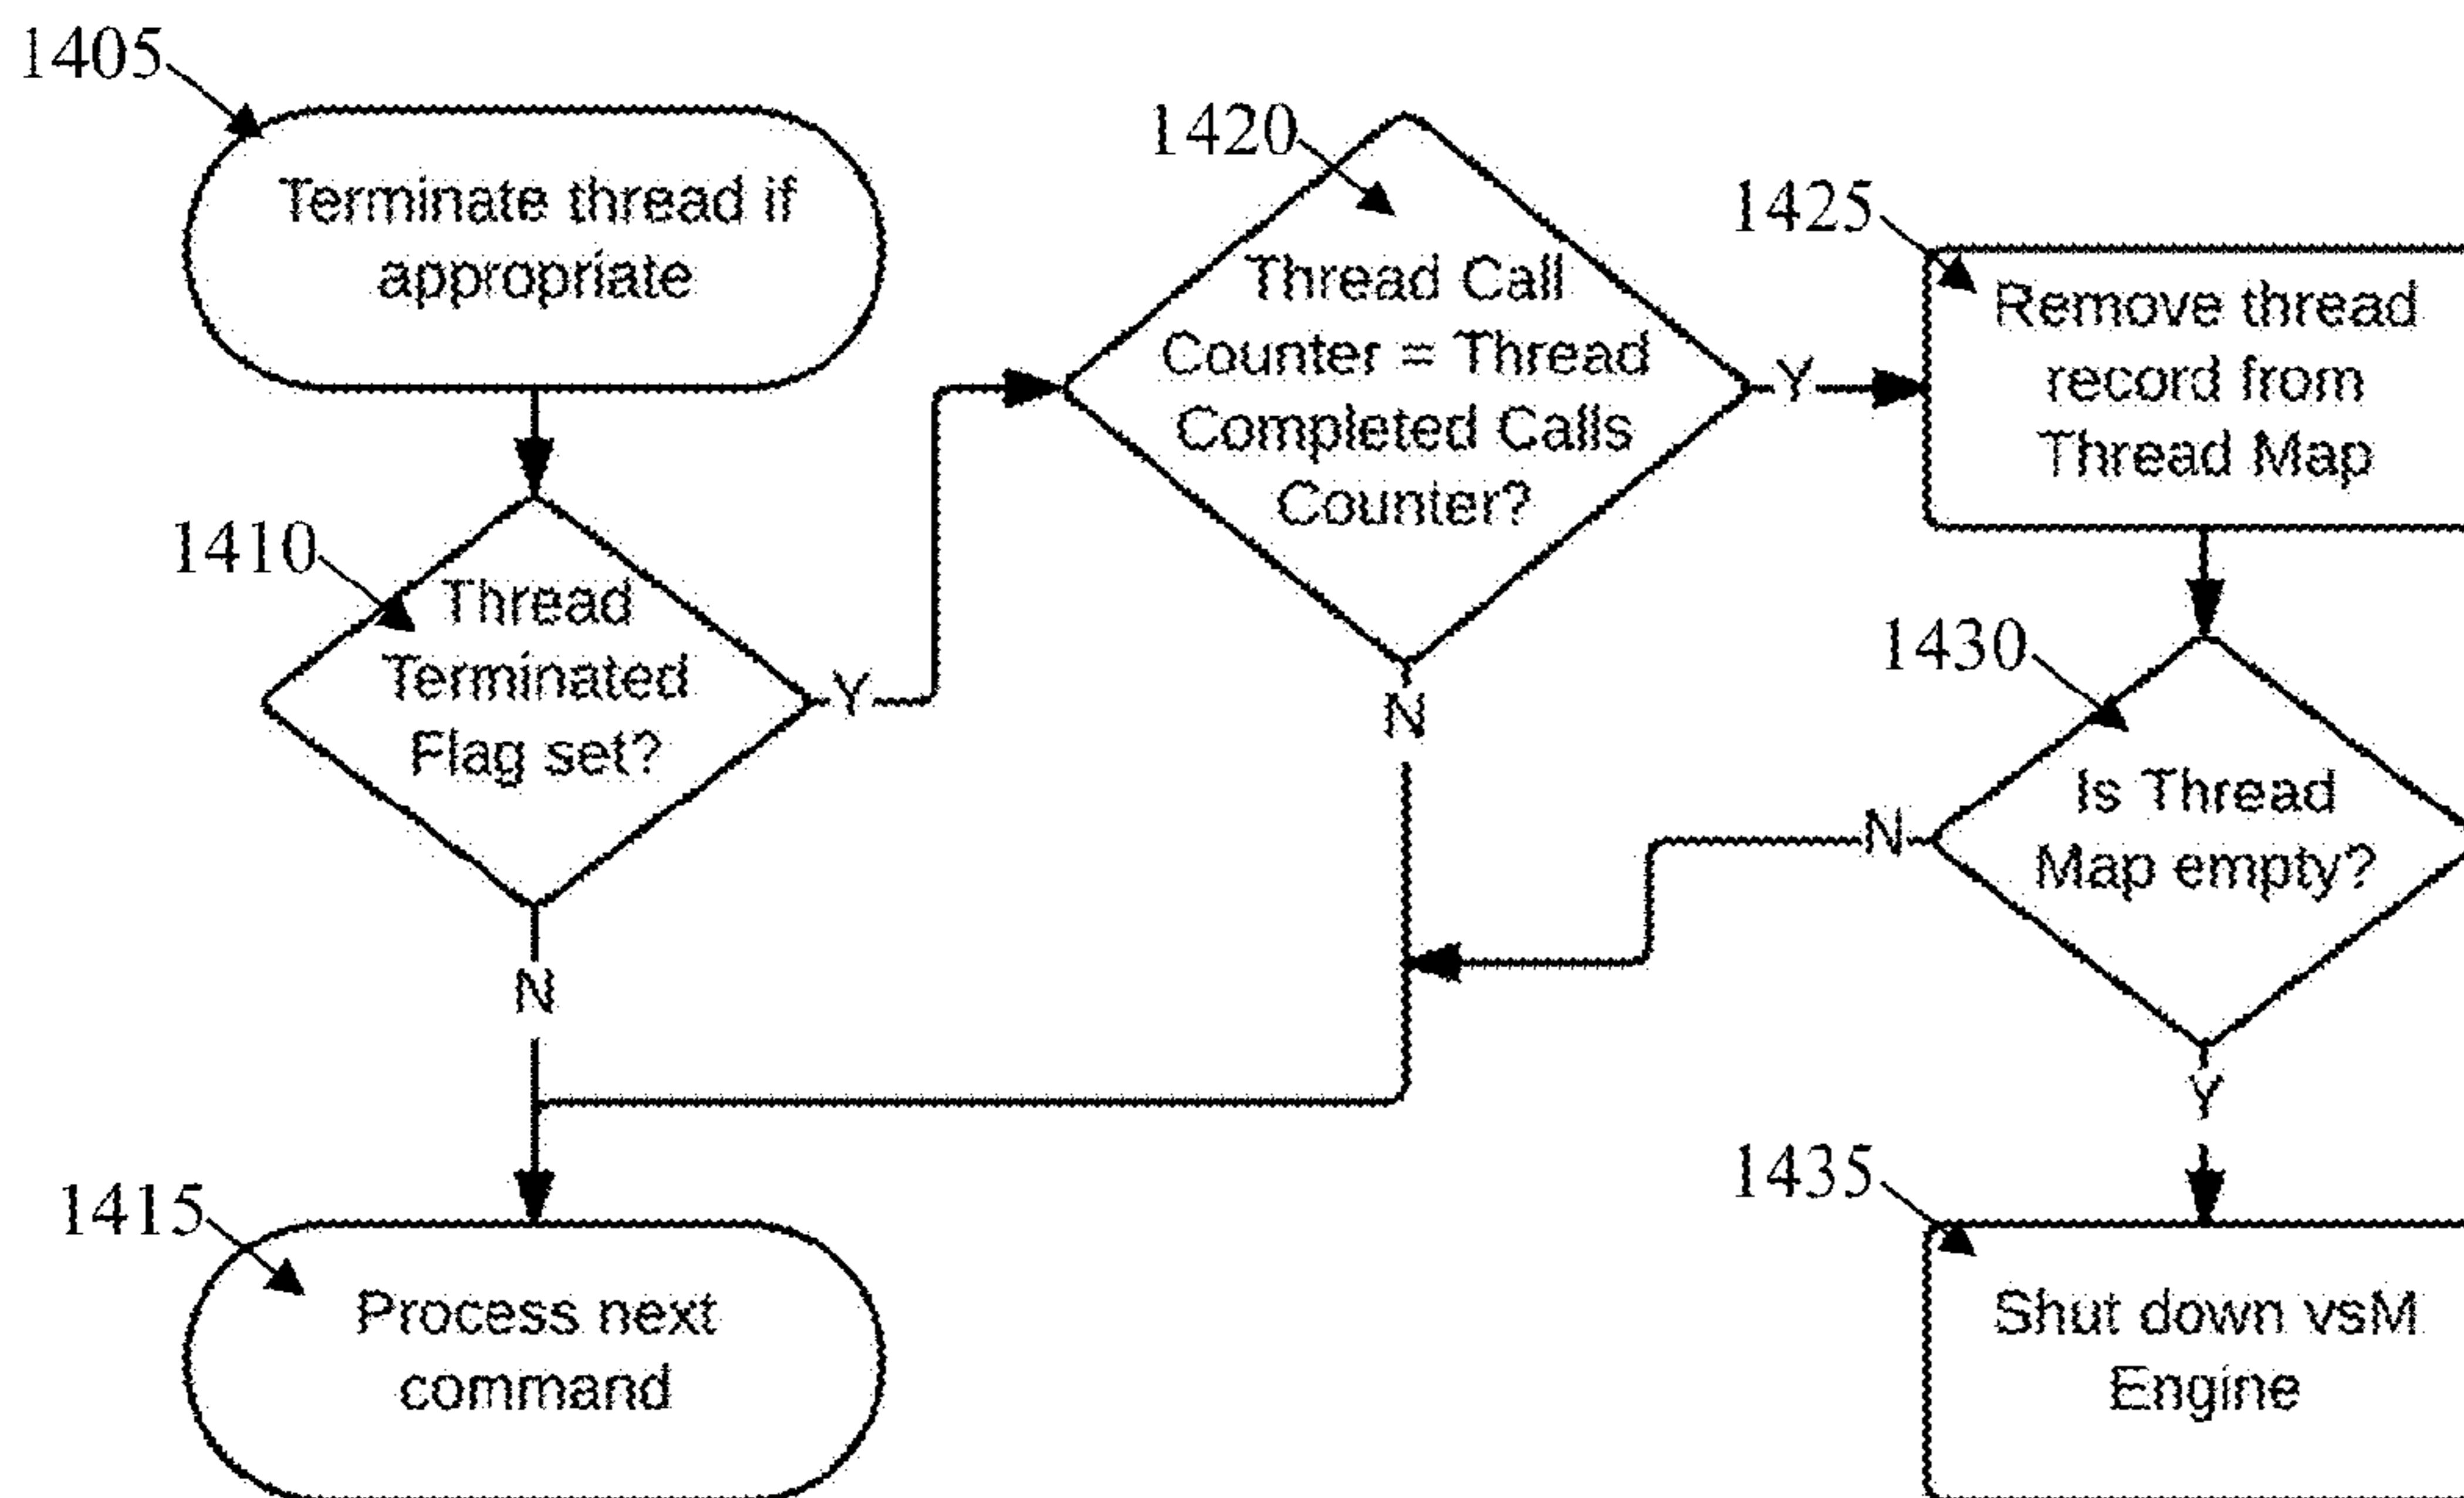 1405
Terminate thread if
appropriate
1410
Thread
Terminated
Flag set?
Y
N
1415
Process next
command
1420
Thread Call
Counter = Thread
Completed Calls
Counter?
Y
N
1425
Remove thread
record from
Thread Map
1430
Is Thread
Map empty?
N
Y
1435
Shut down vsM
Engine